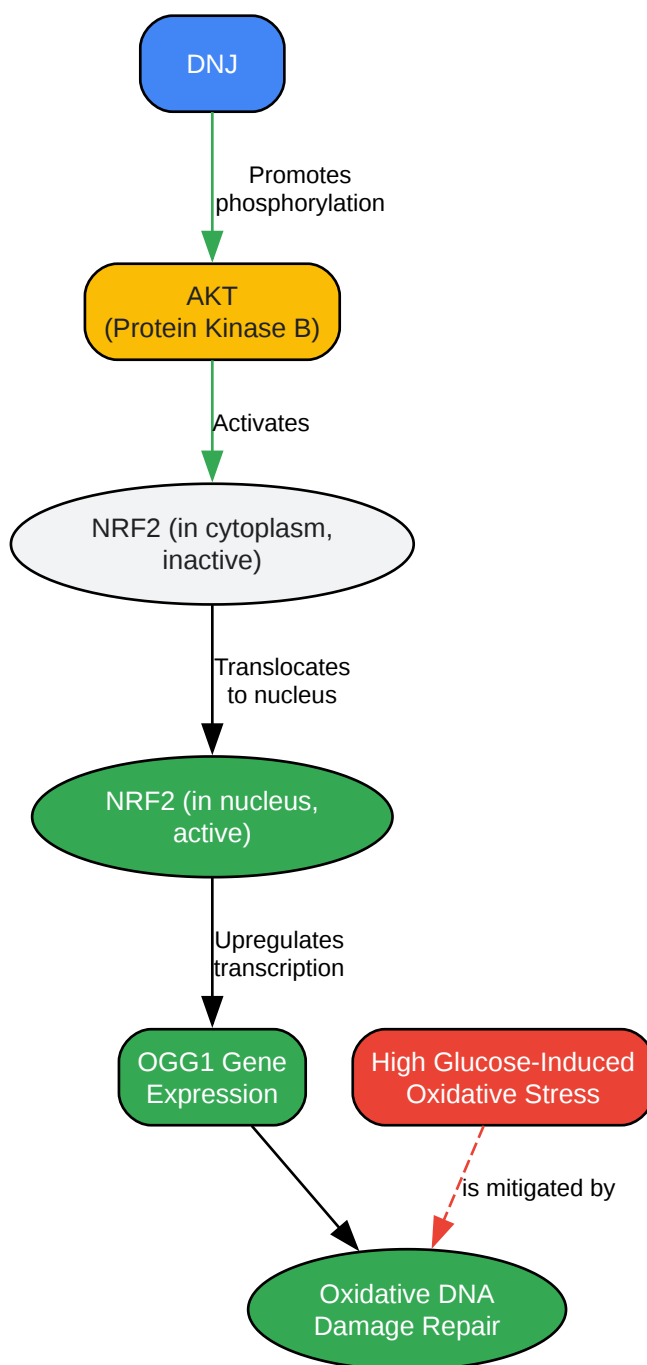 DNJ
Promotes
phosphorylation
AKT
(Protein Kinase B)
Activates
NRF2 (in cytoplasm,
inactive)
Translocates
to nucleus
NRF2 (in nucleus,
active)
Upregulates
transcription
OGG1 Gene
Expression
High Glucose-Induced
Oxidative Stress
is mitigated by
Oxidative DNA
Damage Repair